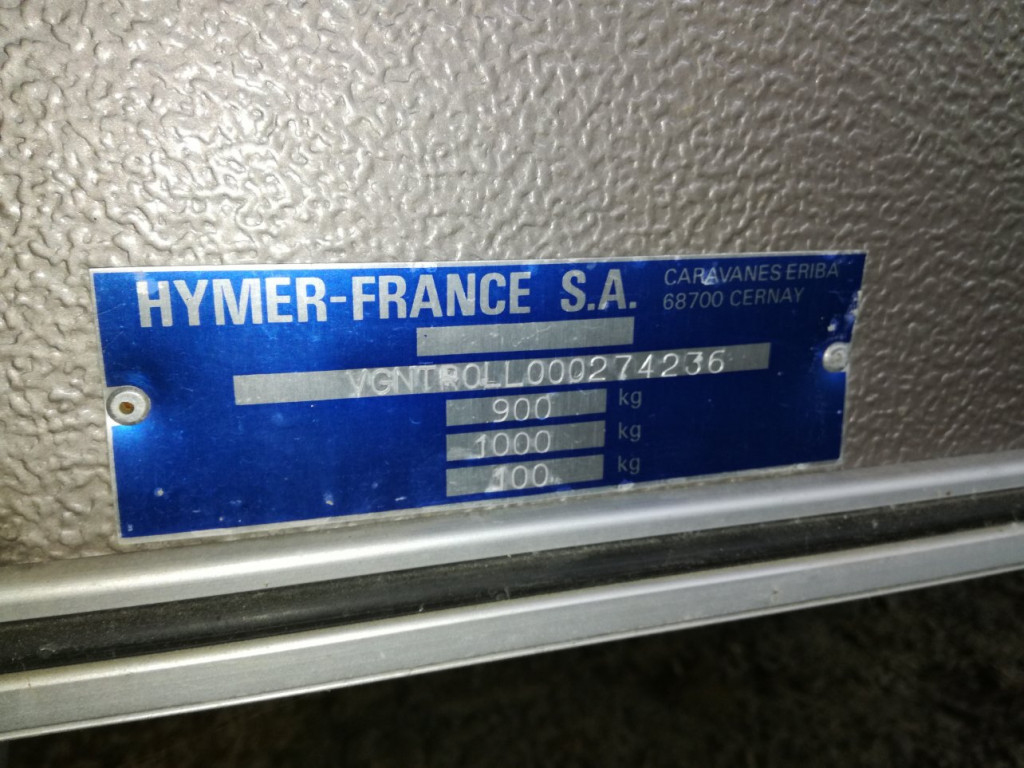 HYMER-FRANCE S.A.
CARAVANES ERIBA
68700 CERNAY
VGNTROLL000274236
900 kg
1000 kg
100 kg